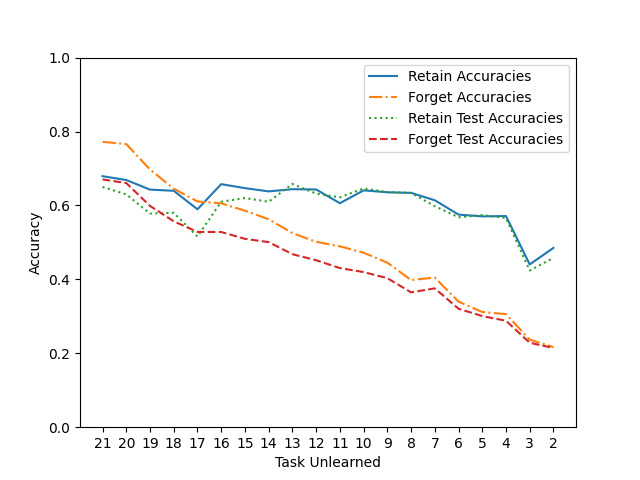 Retain Accuracies
Forget Accuracies
Retain Test Accuracies
Forget Test Accuracies
Accuracy
1.0
0.8
0.6
0.4
0.2
0.0
21 20 19 18 17 16 15 14 13 12 11 10 9 8 7 6 5 4 3 2
Task Unlearned